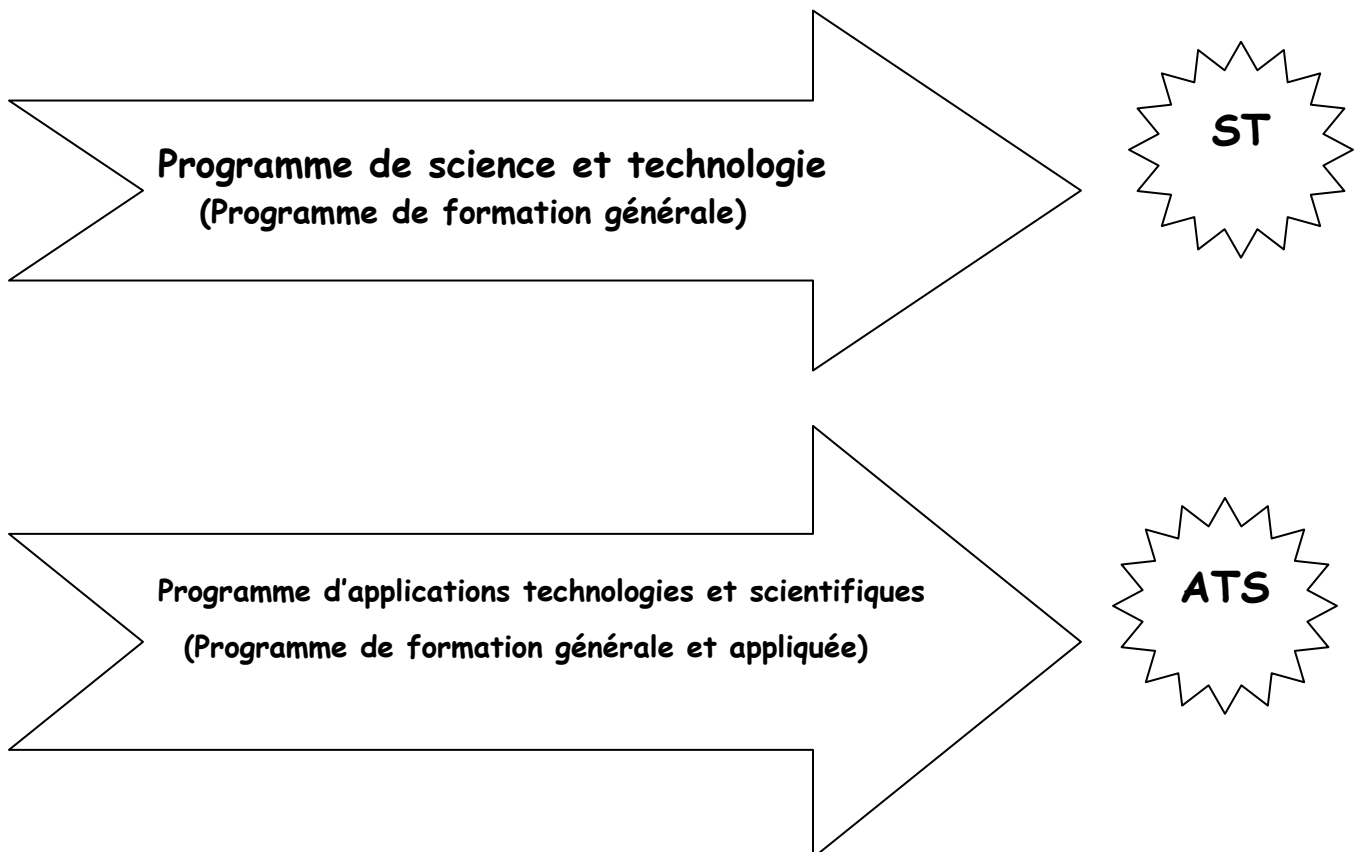 Programme de science et technologie
(Programme de formation générale)
ST
Programme d'applications technologies et scientifiques
(Programme de formation générale et appliquée)
ATS